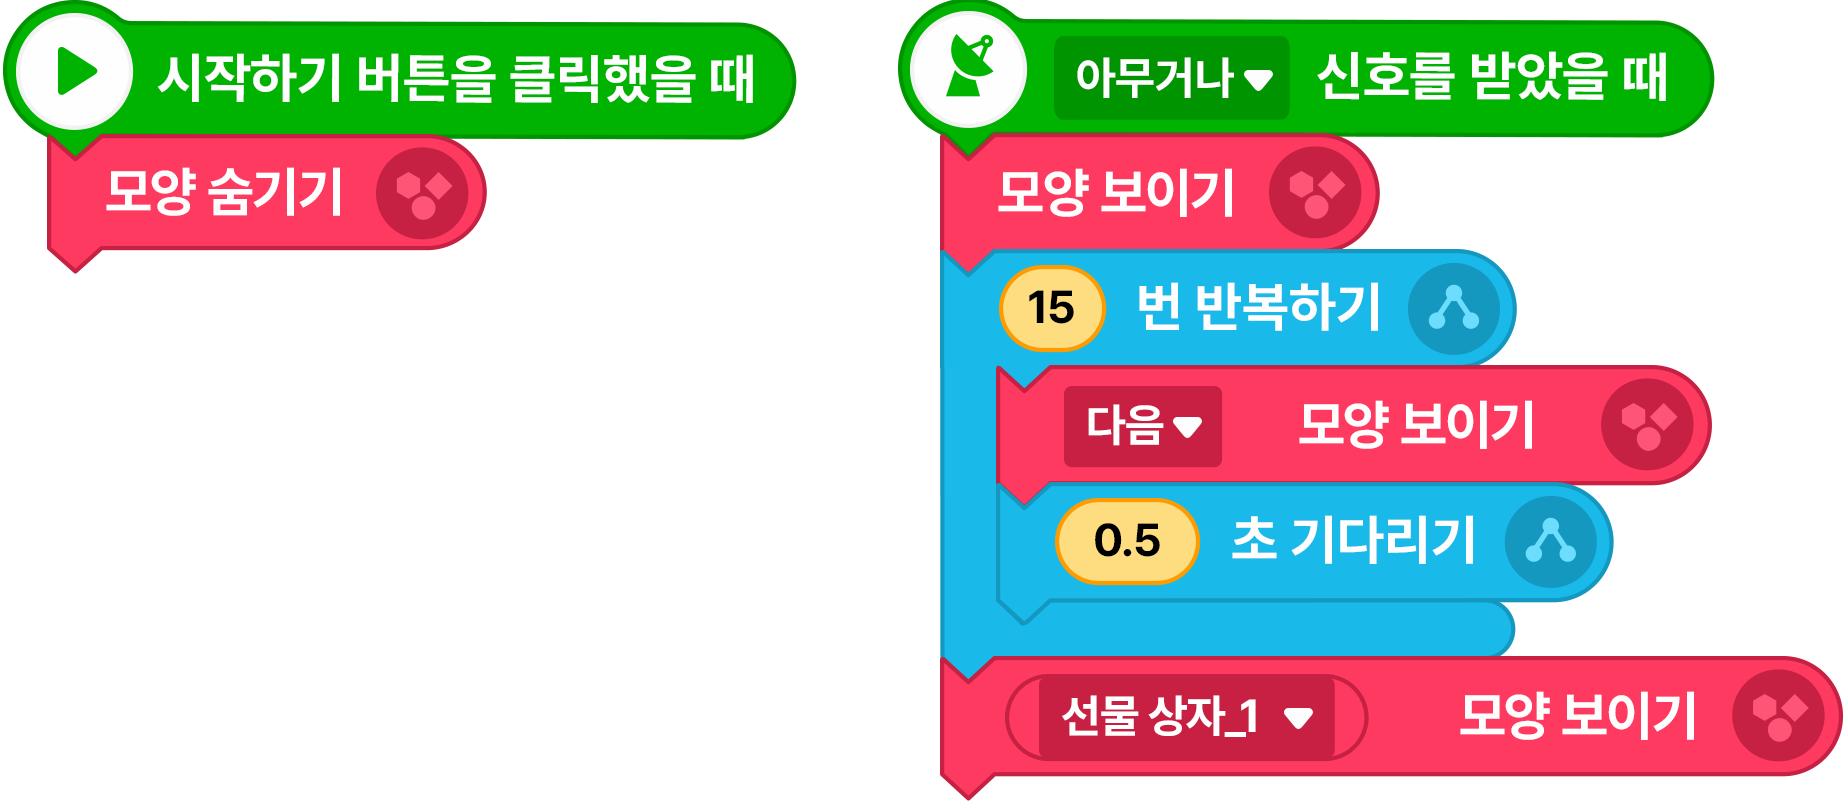 시작하기 버튼을 클릭했을 때
모양 숨기기
아무거나 신호를 받았을 때
모양 보이기
15 번 반복하기
다음 모양 보이기
0.5 초 기다리기
선물 상자_1 모양 보이기